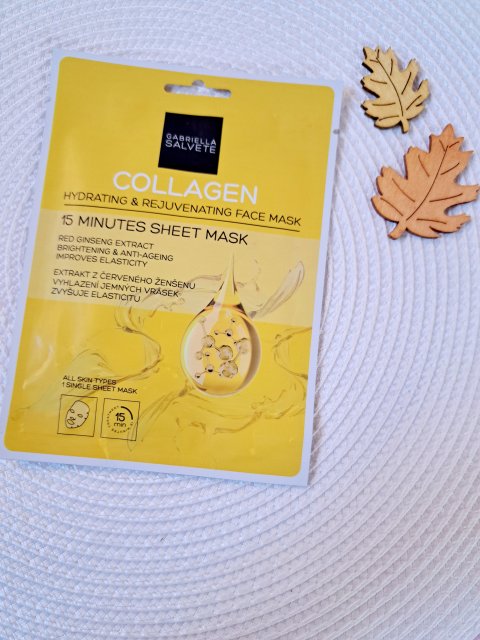 GABRIELLA
SALVETE
COLLAGEN
HYDRATING & REJUVENATING FACE MASK
15 MINUTES SHEET MASK
RED GINSENG EXTRACT
BRIGHTENING & ANTI-AGEING
IMPROVES ELASTICITY
EXTRAKT Z ČERVENÉHO ŽENŠENU
VYHLAZENÍ JEMNÝCH VRÁSEK
ZVYŠUJE ELASTICITU
ALL SKIN TYPES
1 SINGLE SHEET MASK
15
min